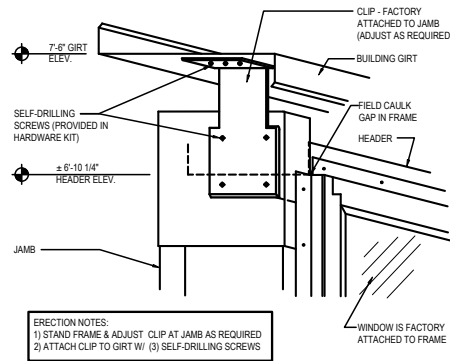 CLIP - FACTORY
ATTACHED TO JAMB
(ADJUST AS REQUIRED
7'-6" GIRT
ELEV.
BUILDING GIRT
SELF-DRILLING
SCREWS (PROVIDED IN
HARDWARE KIT)
FIELD CAULK
GAP IN FRAME
HEADER
± 6'-10 1/4"
HEADER ELEV.
JAMB
WINDOW IS FACTORY
ATTACHED TO FRAME
ERECTION NOTES:
1) STAND FRAME & ADJUST CLIP AT JAMB AS REQUIRED
2) ATTACH CLIP TO GIRT W/ (3) SELF-DRILLING SCREWS